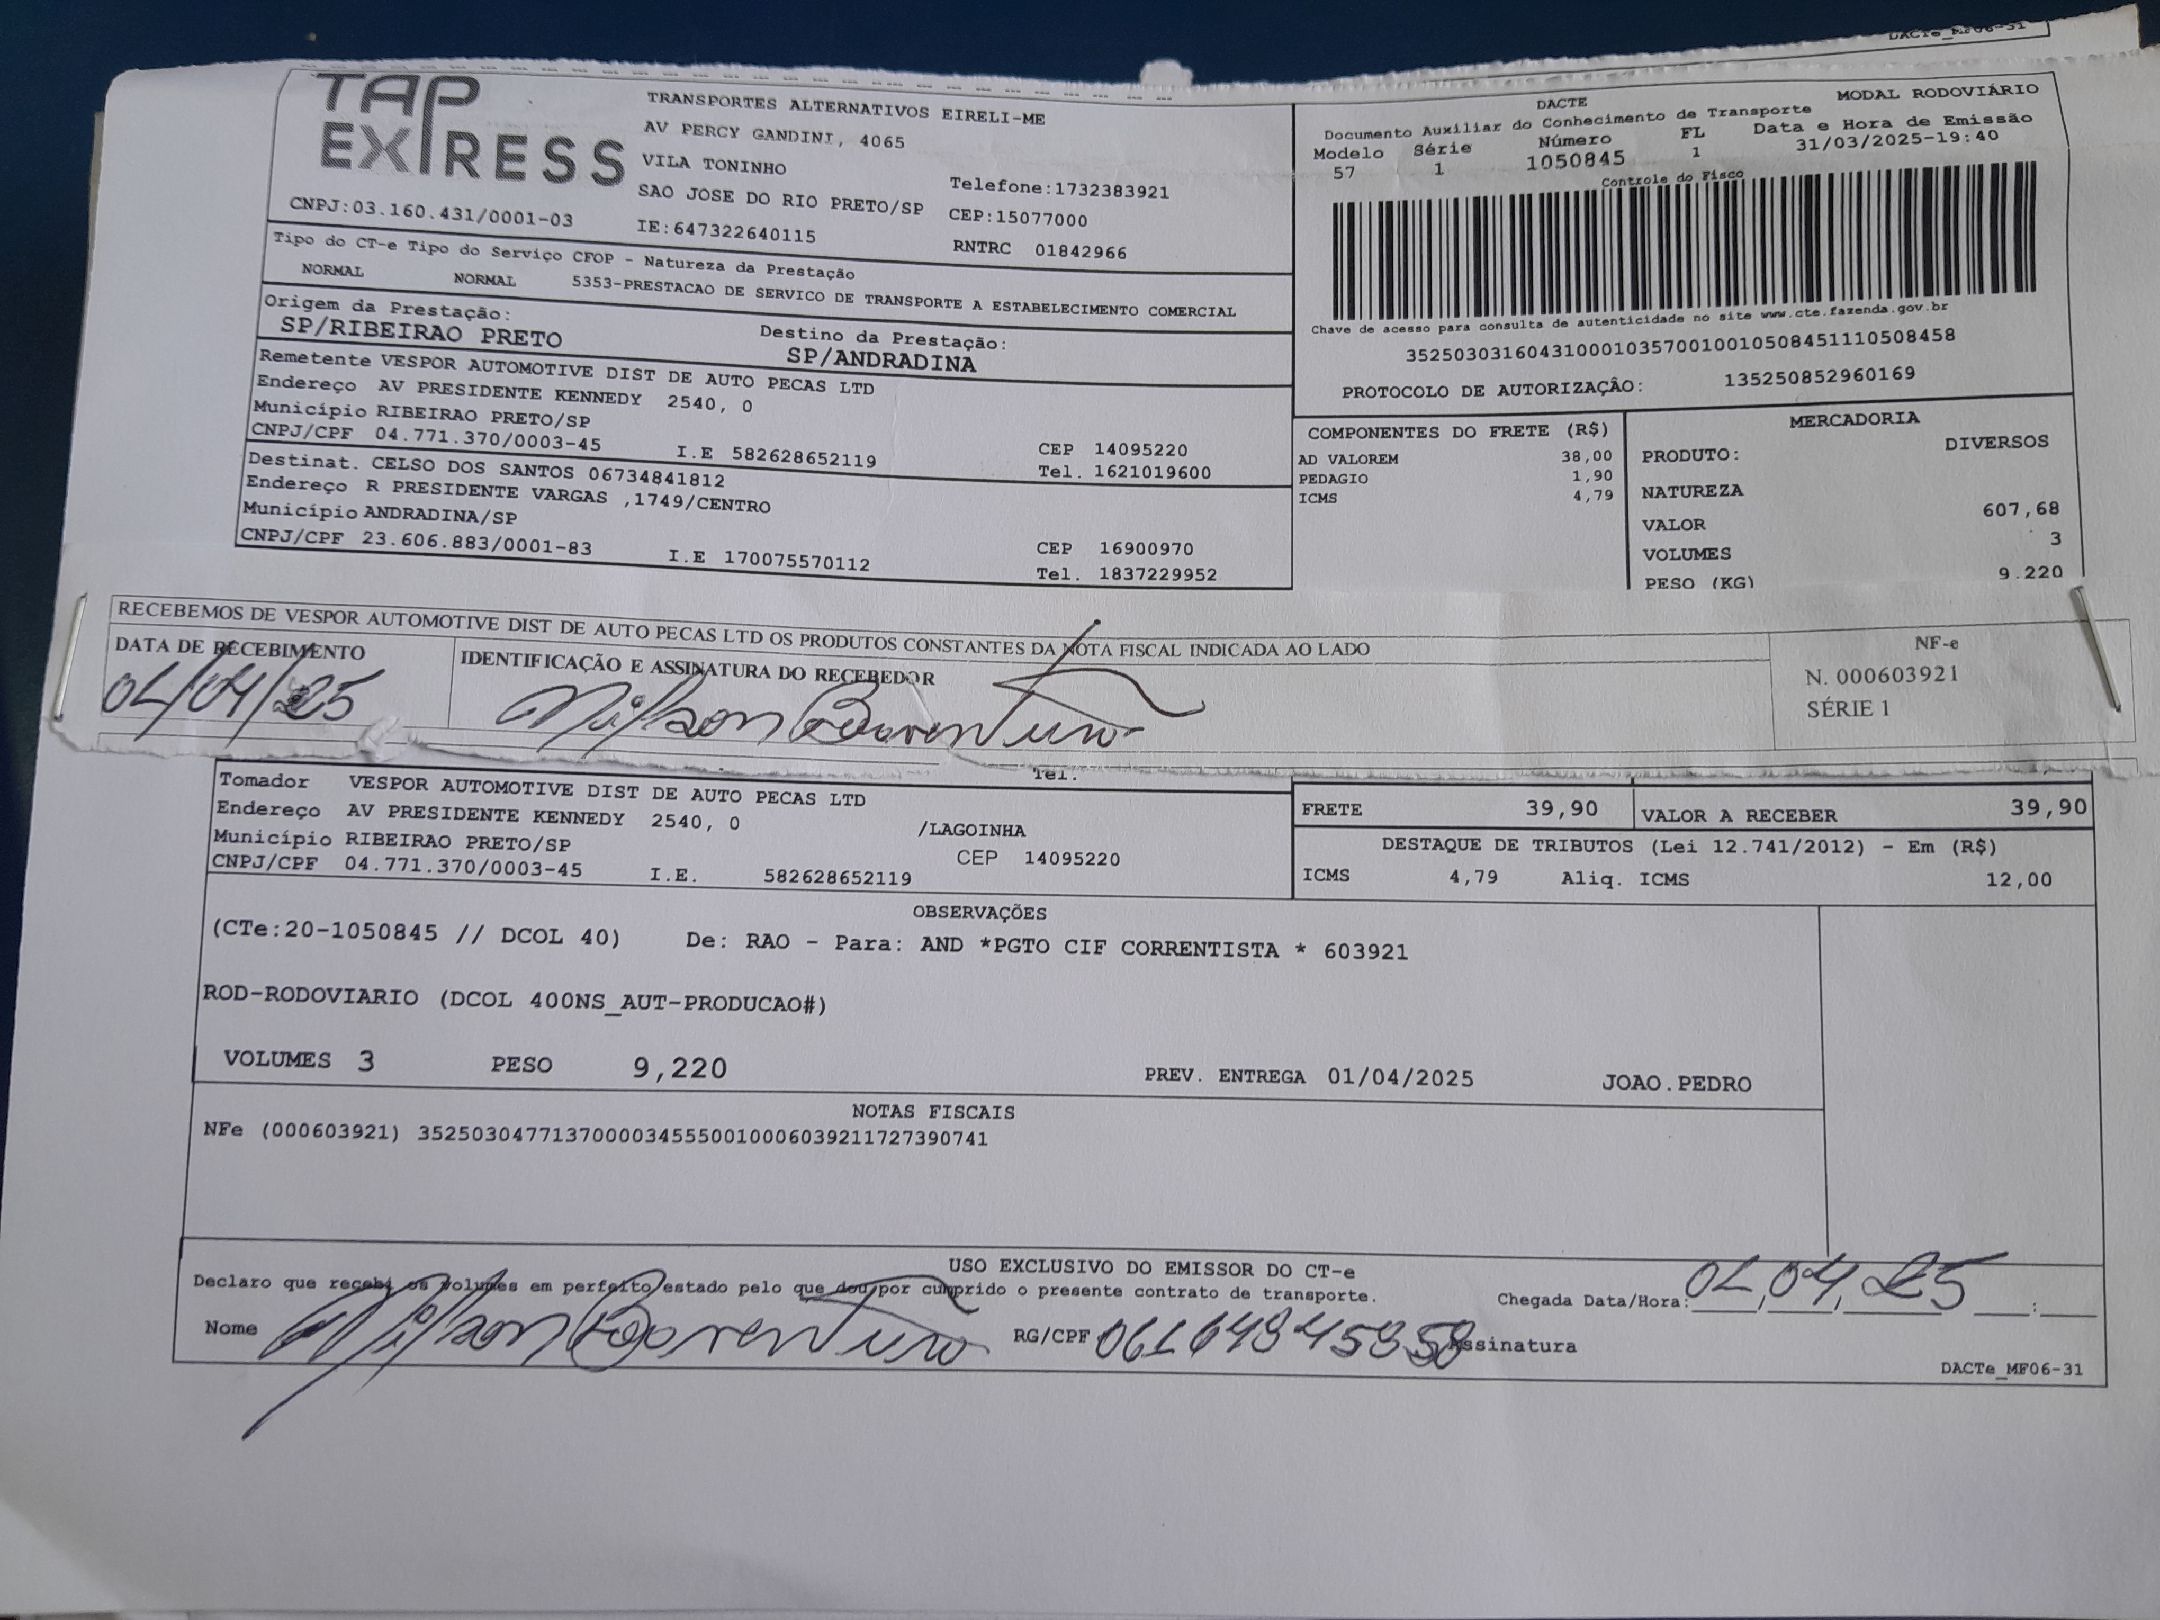 DACTe_MF06-31
TAP EXPRESS
TRANSPORTES ALTERNATIVOS EIRELI-ME
AV PERCY GANDINI, 4065
VILA TONINHO
SAO JOSE DO RIO PRETO/SP
Telefone:1732383921
CEP:15077000
CNPJ:03.160.431/0001-03
IE:647322640115
RNTRC 01842966
DACTE MODAL RODOVIÁRIO
Documento Auxiliar do Conhecimento de Transporte
Modelo Série Número FL Data e Hora de Emissão
57 1 1050845 1 31/03/2025-19:40
Controle do Fisco
Chave de acesso para consulta de autenticidade no site www.cte.fazenda.gov.br
35250303160431000103570010010508451110508458
PROTOCOLO DE AUTORIZAÇÃO: 135250852960169
Tipo do CT-e Tipo do Serviço CFOP - Natureza da Prestação
NORMAL NORMAL 5353-PRESTACAO DE SERVICO DE TRANSPORTE A ESTABELECIMENTO COMERCIAL
Origem da Prestação: Destino da Prestação:
SP/RIBEIRAO PRETO SP/ANDRADINA
Remetente VESPOR AUTOMOTIVE DIST DE AUTO PECAS LTD
Endereço AV PRESIDENTE KENNEDY 2540, 0
Município RIBEIRAO PRETO/SP CEP 14095220
CNPJ/CPF 04.771.370/0003-45 I.E 582628652119 Tel. 1621019600
Destinat. CELSO DOS SANTOS 06734841812
Endereço R PRESIDENTE VARGAS ,1749/CENTRO
Município ANDRADINA/SP CEP 16900970
CNPJ/CPF 23.606.883/0001-83 I.E 170075570112 Tel. 1837229952
COMPONENTES DO FRETE (R$)
AD VALOREM 38,00
PEDAGIO 1,90
ICMS 4,79
MERCADORIA
PRODUTO: DIVERSOS
NATUREZA
VALOR 607,68
VOLUMES 3
PESO (KG) 9.220
RECEBEMOS DE VESPOR AUTOMOTIVE DIST DE AUTO PECAS LTD OS PRODUTOS CONSTANTES DA NOTA FISCAL INDICADA AO LADO
DATA DE RECEBIMENTO IDENTIFICAÇÃO E ASSINATURA DO RECEBEDOR
01/04/25 Nilson Boaventura
NF-e
N. 000603921
SÉRIE 1
Tel.
Tomador VESPOR AUTOMOTIVE DIST DE AUTO PECAS LTD
Endereço AV PRESIDENTE KENNEDY 2540, 0 /LAGOINHA
Município RIBEIRAO PRETO/SP CEP 14095220
CNPJ/CPF 04.771.370/0003-45 I.E. 582628652119
FRETE 39,90 VALOR A RECEBER 39,90
DESTAQUE DE TRIBUTOS (Lei 12.741/2012) - Em (R$)
ICMS 4,79 Aliq. ICMS 12,00
OBSERVAÇÕES
(CTe:20-1050845 // DCOL 40) De: RAO - Para: AND *PGTO CIF CORRENTISTA * 603921
ROD-RODOVIARIO (DCOL 400NS_AUT-PRODUCAO#)
VOLUMES 3 PESO 9,220 PREV. ENTREGA 01/04/2025 JOAO.PEDRO
NOTAS FISCAIS
NFe (000603921) 35250304771370000345550010006039211727390741
USO EXCLUSIVO DO EMISSOR DO CT-e
Declaro que recebi os volumes em perfeito estado pelo que dou por cumprido o presente contrato de transporte.
Chegada Data/Hora: 01 04 25 :
Nome Nilson Boaventura RG/CPF Assinatura
DACTe_MF06-31